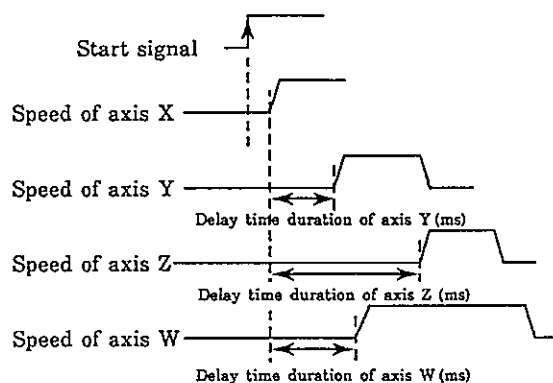 Start signal
Speed of axis X
Speed of axis Y
Delay time duration of axis Y (ms)
Speed of axis Z
Delay time duration of axis Z (ms)
Speed of axis W
Delay time duration of axis W (ms)